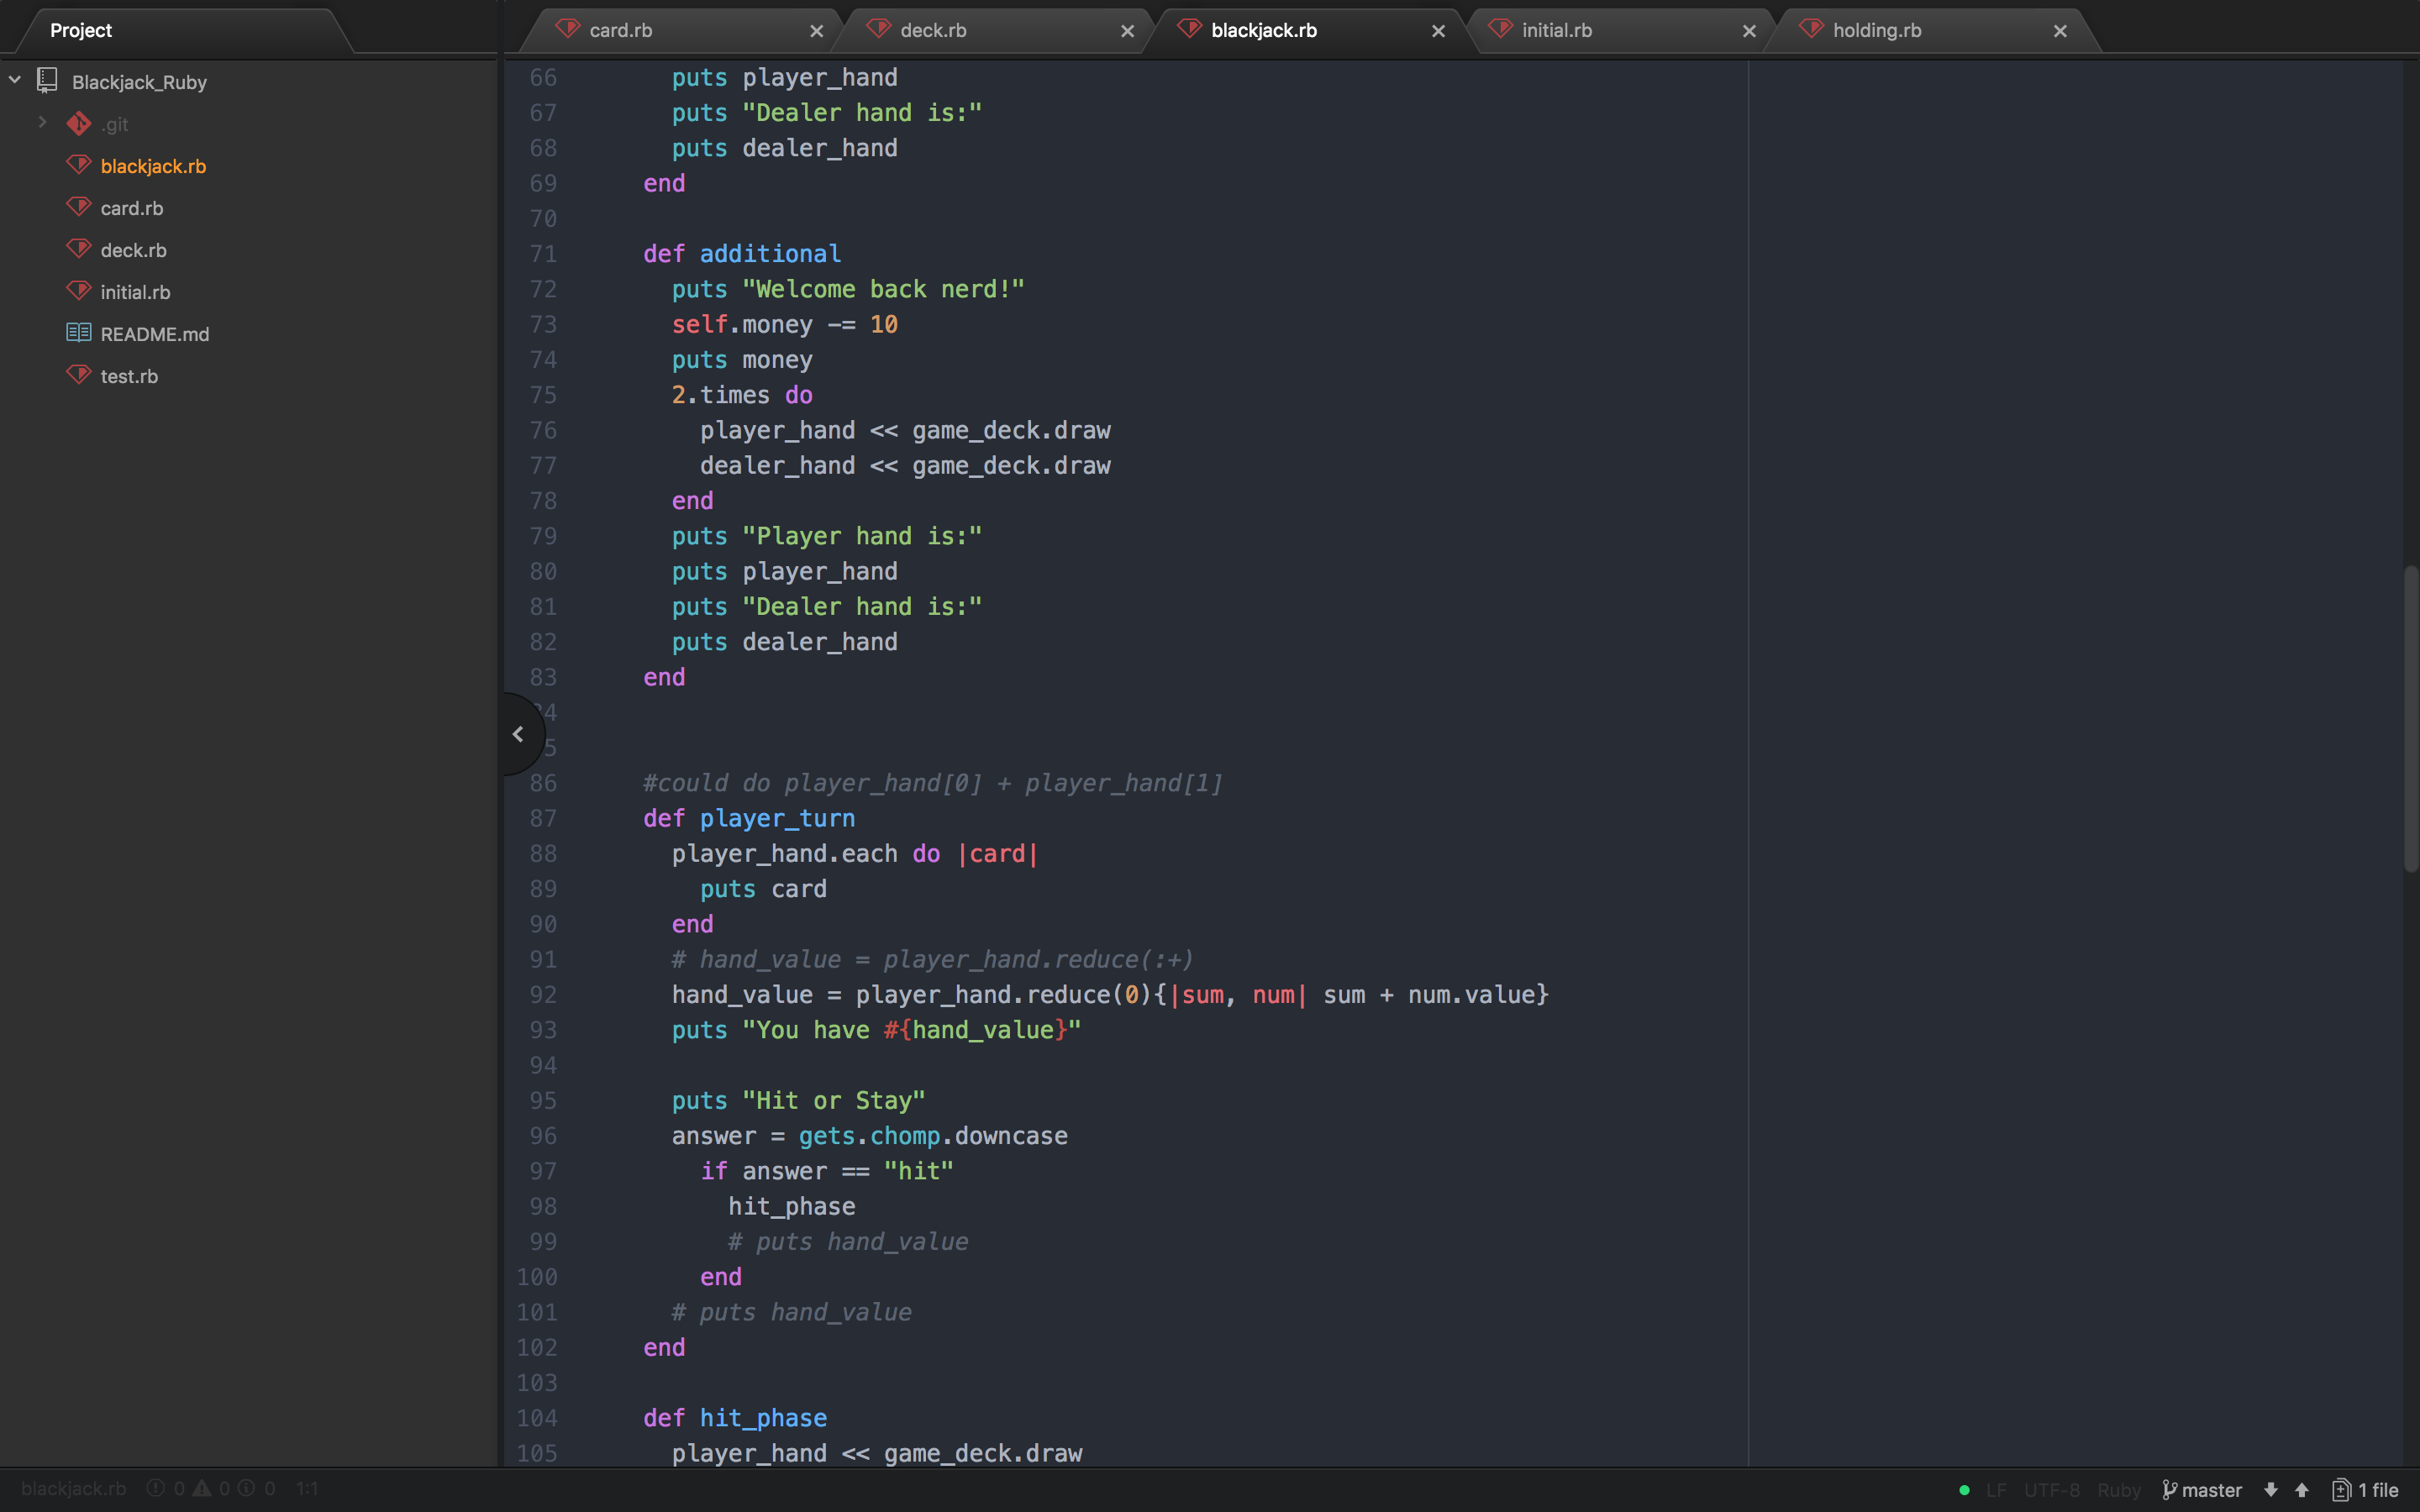 Project
card.rb
deck.rb
blackjack.rb
initial.rb
holding.rb
Blackjack_Ruby
.git
blackjack.rb
card.rb
deck.rb
initial.rb
README.md
test.rb
66 puts player_hand
67 puts "Dealer hand is:"
68 puts dealer_hand
69 end
70
71 def additional
72 puts "Welcome back nerd!"
73 self.money -= 10
74 puts money
75 2.times do
76 player_hand << game_deck.draw
77 dealer_hand << game_deck.draw
78 end
79 puts "Player hand is:"
80 puts player_hand
81 puts "Dealer hand is:"
82 puts dealer_hand
83 end
4
5
86 #could do player_hand[0] + player_hand[1]
87 def player_turn
88 player_hand.each do |card|
89 puts card
90 end
91 # hand_value = player_hand.reduce(:+)
92 hand_value = player_hand.reduce(0){|sum, num| sum + num.value}
93 puts "You have #{hand_value}"
94
95 puts "Hit or Stay"
96 answer = gets.chomp.downcase
97 if answer == "hit"
98 hit_phase
99 # puts hand_value
100 end
101 # puts hand_value
102 end
103
104 def hit_phase
105 player_hand << game_deck.draw
blackjack.rb 0 0 0 1:1
LF UTF-8 Ruby master 1 file